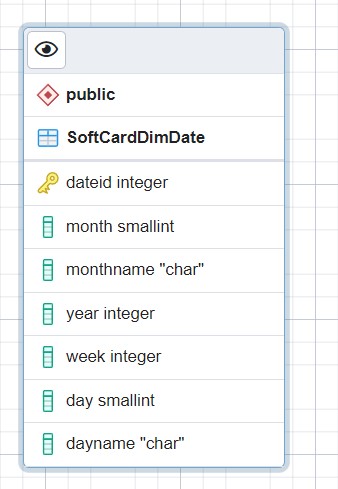 public
SoftCardDimDate
dateid integer
month smallint
monthname "char"
year integer
week integer
day smallint
dayname "char"